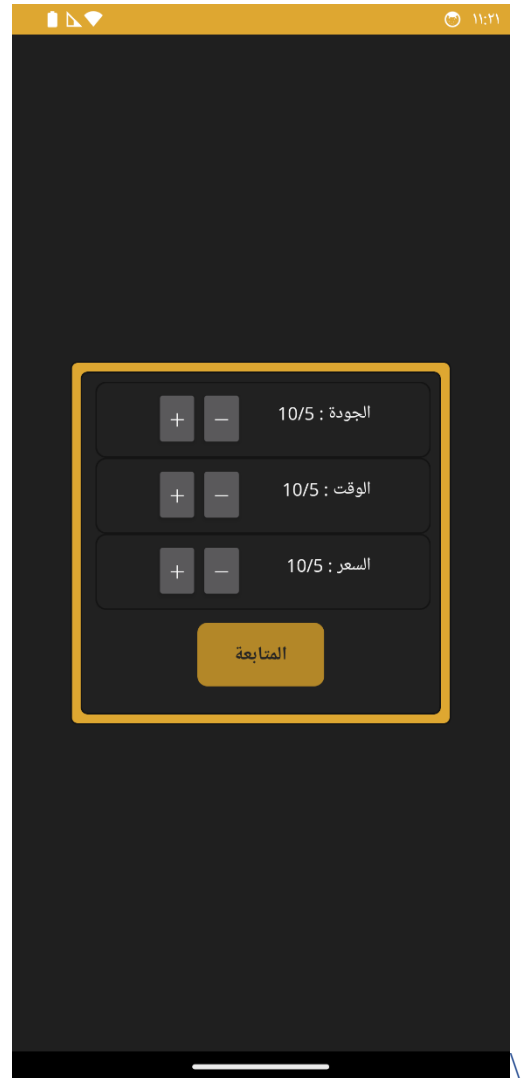 ١١:٢١
الجودة : 10/5
− +
الوقت : 10/5
− +
السعر : 10/5
− +
المتابعة